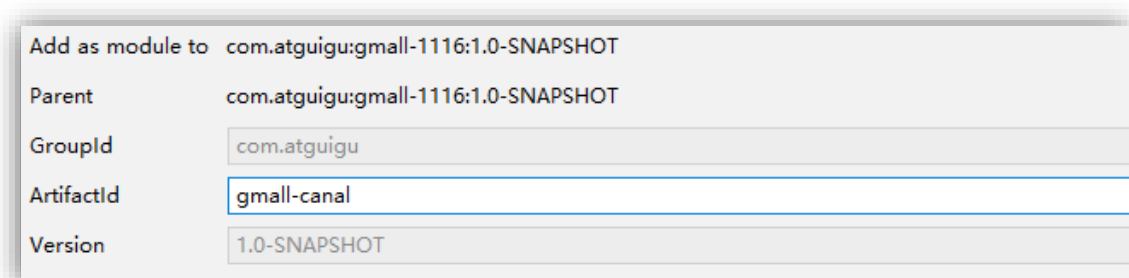 Add as module to com.atguigu:gmall-1116:1.0-SNAPSHOT
Parent com.atguigu:gmall-1116:1.0-SNAPSHOT
GroupId com.atguigu
ArtifactId gmall-canal
Version 1.0-SNAPSHOT